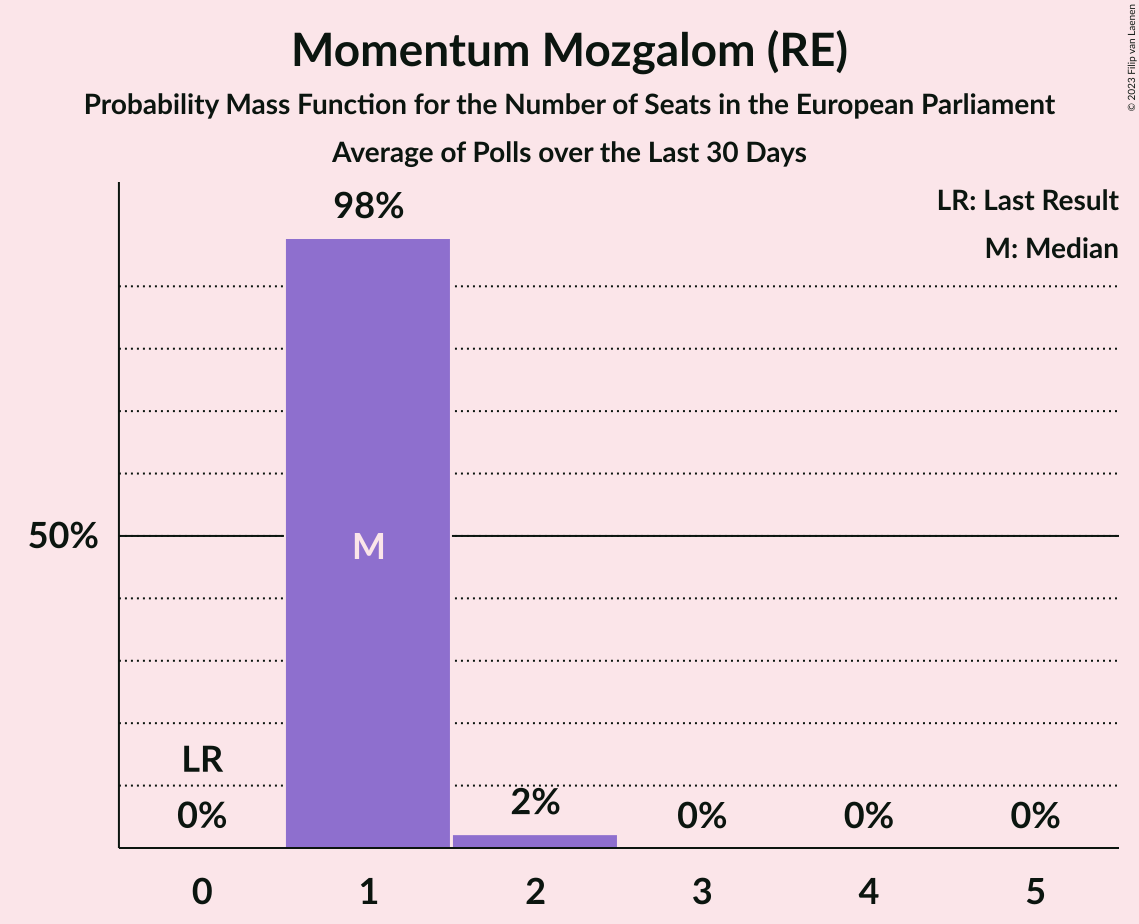 Momentum Mozgalom (RE)
Probability Mass Function for the Number of Seats in the European Parliament
Average of Polls over the Last 30 Days
© 2023 Filip van Laenen
LR: Last Result
M: Median
98%
50%
M
LR
0%
2%
0%
0%
0%
0
1
2
3
4
5